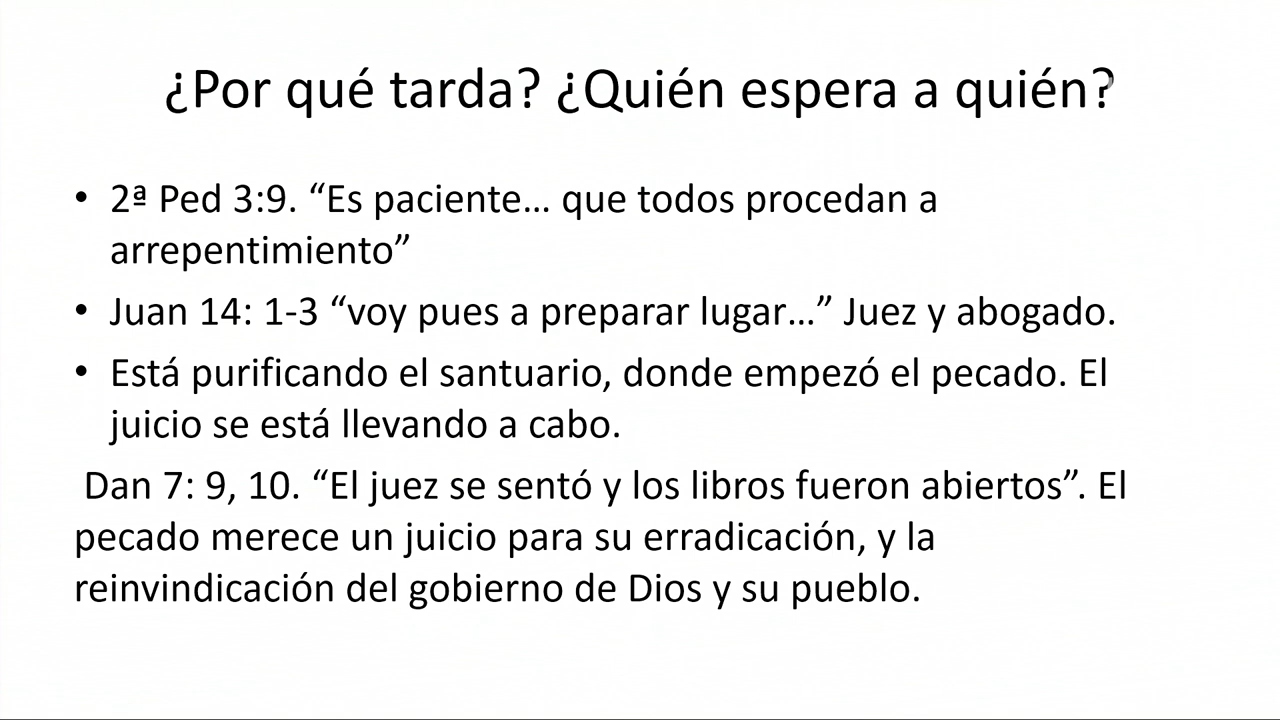 ¿Por qué tarda? ¿Quién espera a quién?
• 2ª Ped 3:9. “Es paciente… que todos procedan a
arrepentimiento”
• Juan 14: 1-3 “voy pues a preparar lugar…” Juez y abogado.
• Está purificando el santuario, donde empezó el pecado. El
juicio se está llevando a cabo.
Dan 7: 9, 10. “El juez se sentó y los libros fueron abiertos”. El
pecado merece un juicio para su erradicación, y la
reinvindicación del gobierno de Dios y su pueblo.